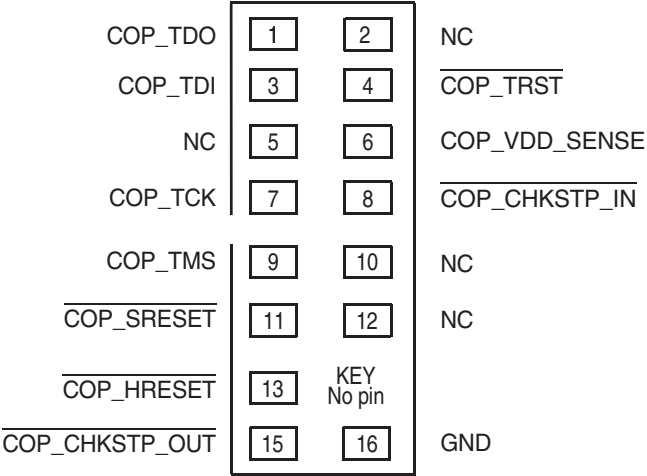 COP_TDO 1 2 NC
COP_TDI 3 4 COP_TRST
NC 5 6 COP_VDD_SENSE
COP_TCK 7 8 COP_CHKSTP_IN
COP_TMS 9 10 NC
COP_SRESET 11 12 NC
COP_HRESET 13 KEY
No pin
COP_CHKSTP_OUT 15 16 GND